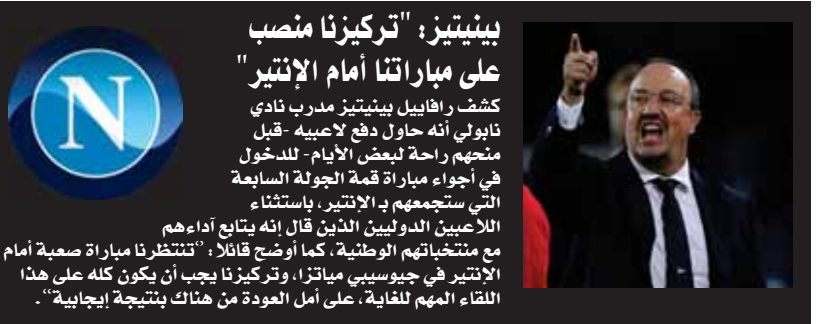 بينيتيز: "تركيزنا منصب
على مباراتنا أمام الإنتير"
كشف رافاييل بينيتيز مدرب نادي
نابولي أنه حاول دفع لاعبيه -قبل
منحهم راحة لبعض الأيام- للدخول
في أجواء مباراة قمة الجولة السابعة
التي ستجمعهم بـ الإنتير، باستثناء
اللاعبين الدوليين الذين قال إنه يتابع آداءهم
مع منتخباتهم الوطنية، كما أوضح قائلا: ‘‘تنتظرنا مباراة صعبة أمام
الإنتير في جيوسيبي مياتزا، وتركيزنا يجب أن يكون كله على هذا
اللقاء المهم للغاية، على أمل العودة من هناك بنتيجة إيجابية‘‘.
N